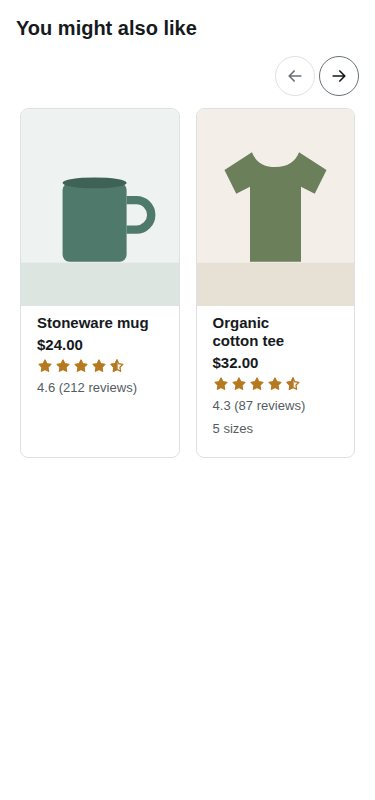 You might also like
Stoneware mug
$24.00
4.6 (212 reviews)
Organic
cotton tee
$32.00
4.3 (87 reviews)
5 sizes